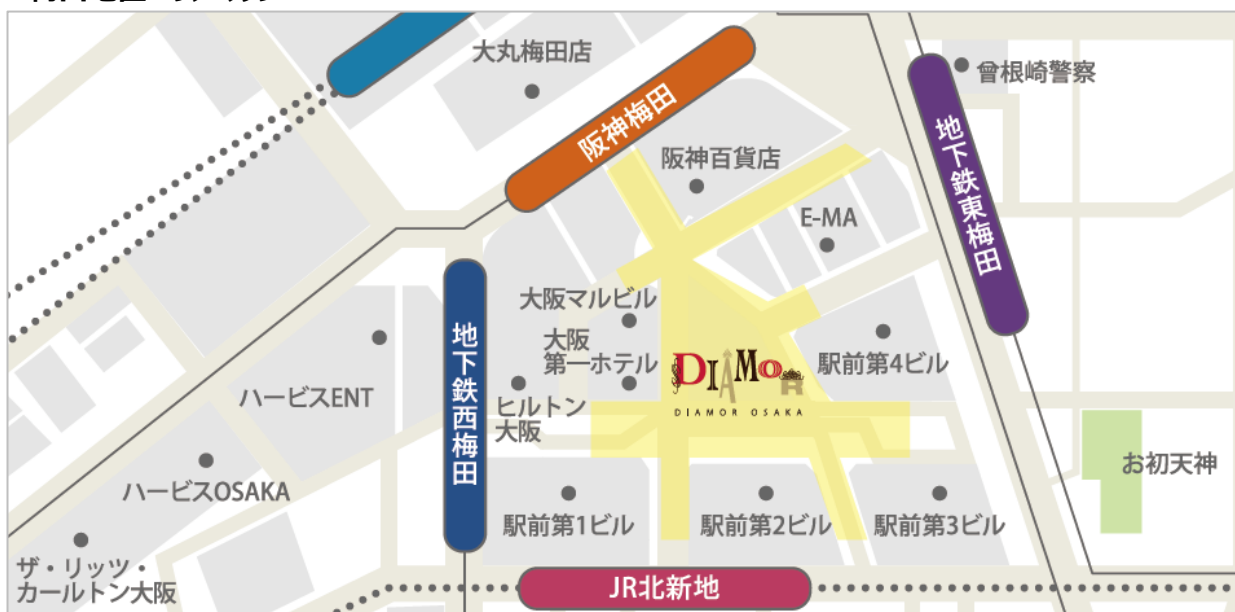 大丸梅田店
曾根崎警察
阪神梅田
地下鉄東梅田
阪神百貨店
E-MA
大阪マルビル
大阪
第一ホテル
地下鉄西梅田
DIAMOR
DIAMOR OSAKA
駅前第4ビル
ハービスENT
ヒルトン
大阪
お初天神
ハービスOSAKA
駅前第1ビル
駅前第2ビル
駅前第3ビル
ザ・リッツ・
カールトン大阪
JR北新地